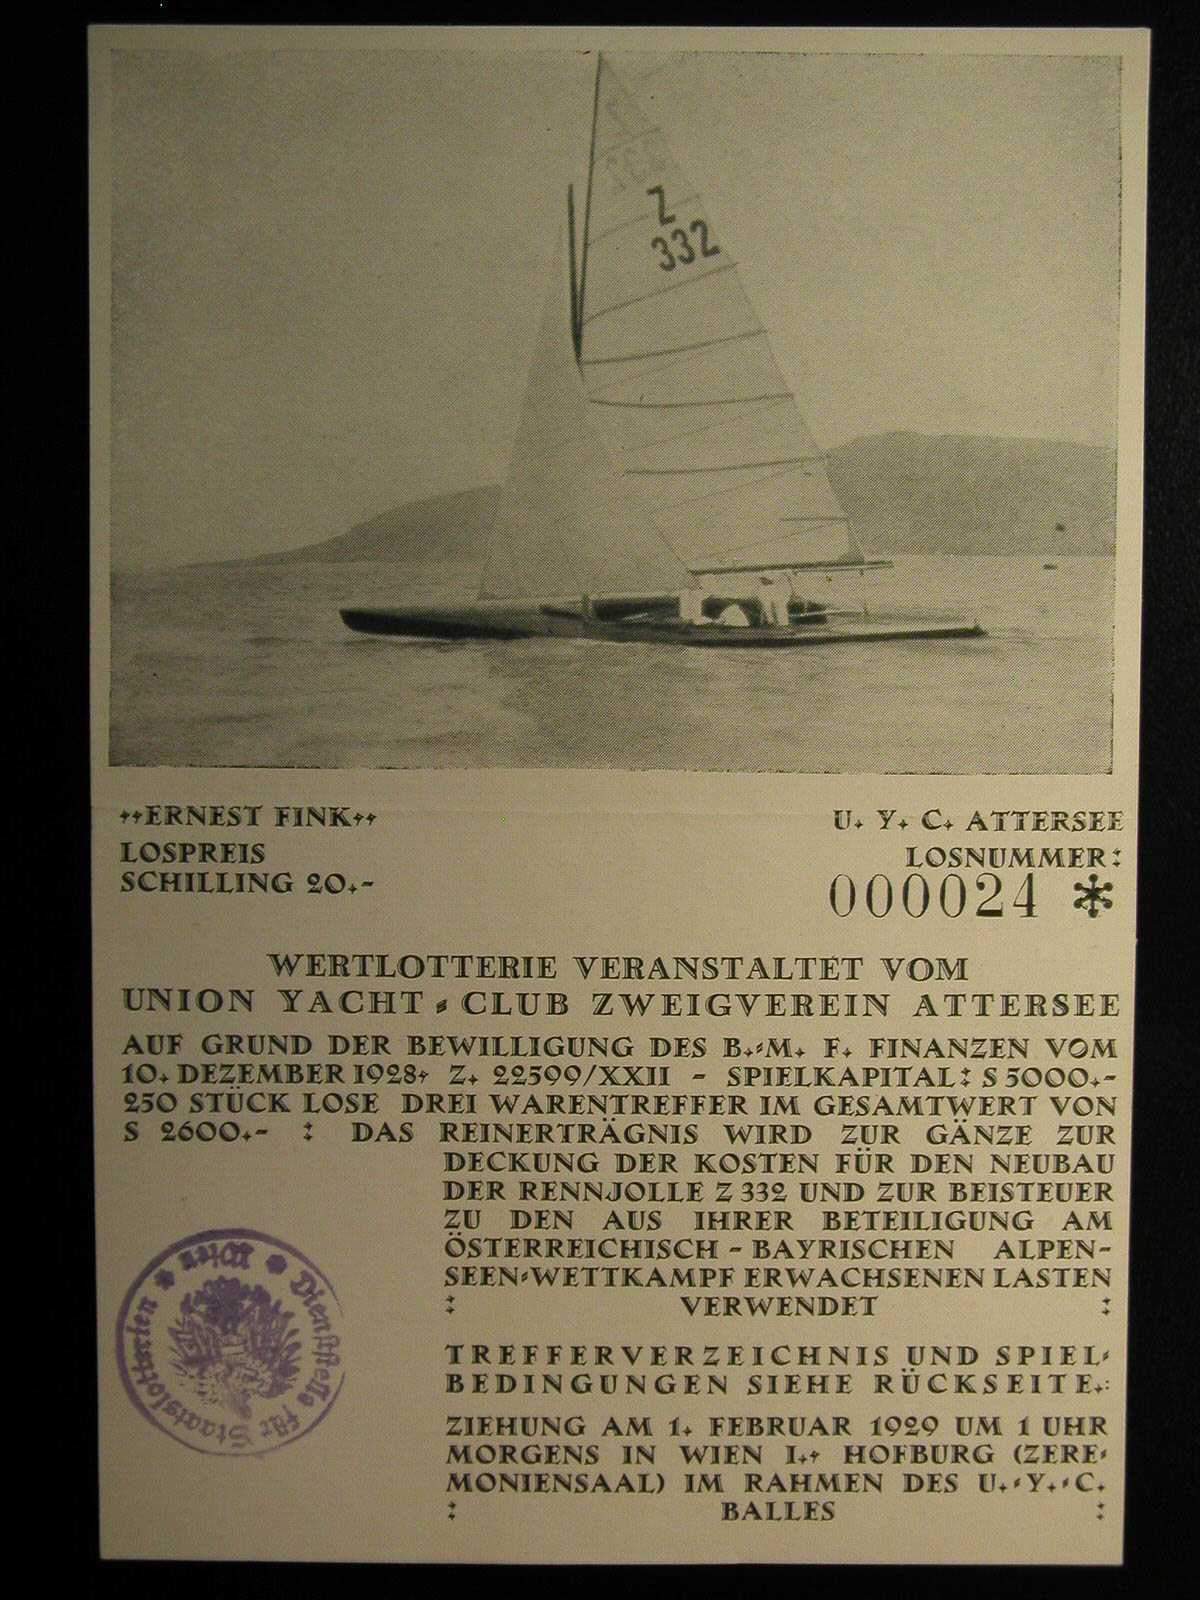 Z
332
++ERNEST FINK++
U. Y. C. ATTERSEE
LOSPREIS
LOSNUMMER:
SCHILLING 20.-
000024 *
WERTLOTTERIE VERANSTALTET VOM
UNION YACHT-CLUB ZWEIGVEREIN ATTERSEE
AUF GRUND DER BEWILLIGUNG DES B.-M. F. FINANZEN VOM
10. DEZEMBER 1928, Z. 22599/XXII - SPIELKAPITAL: S 5000.-
250 STÜCK LOSE DREI WARENTREFFER IM GESAMTWERT VON
S 2600.- : DAS REINERTRÄGNIS WIRD ZUR GÄNZE ZUR
DECKUNG DER KOSTEN FÜR DEN NEUBAU
DER RENNJOLLE Z 332 UND ZUR BEISTEUER
ZU DEN AUS IHRER BETEILIGUNG AM
ÖSTERREICHISCH-BAYRISCHEN ALPEN-
SEEN-WETTKAMPF ERWACHSENEN LASTEN
: VERWENDET :
TREFFERVERZEICHNIS UND SPIEL-
BEDINGUNGEN SIEHE RÜCKSEITE.:
ZIEHUNG AM 1. FEBRUAR 1929 UM 1 UHR
MORGENS IN WIEN I., HOFBURG (ZERE-
MONIENSAAL) IM RAHMEN DES U.-Y.-C.
: BALLES :
Dienststelle für Staatslotterien * Wien *